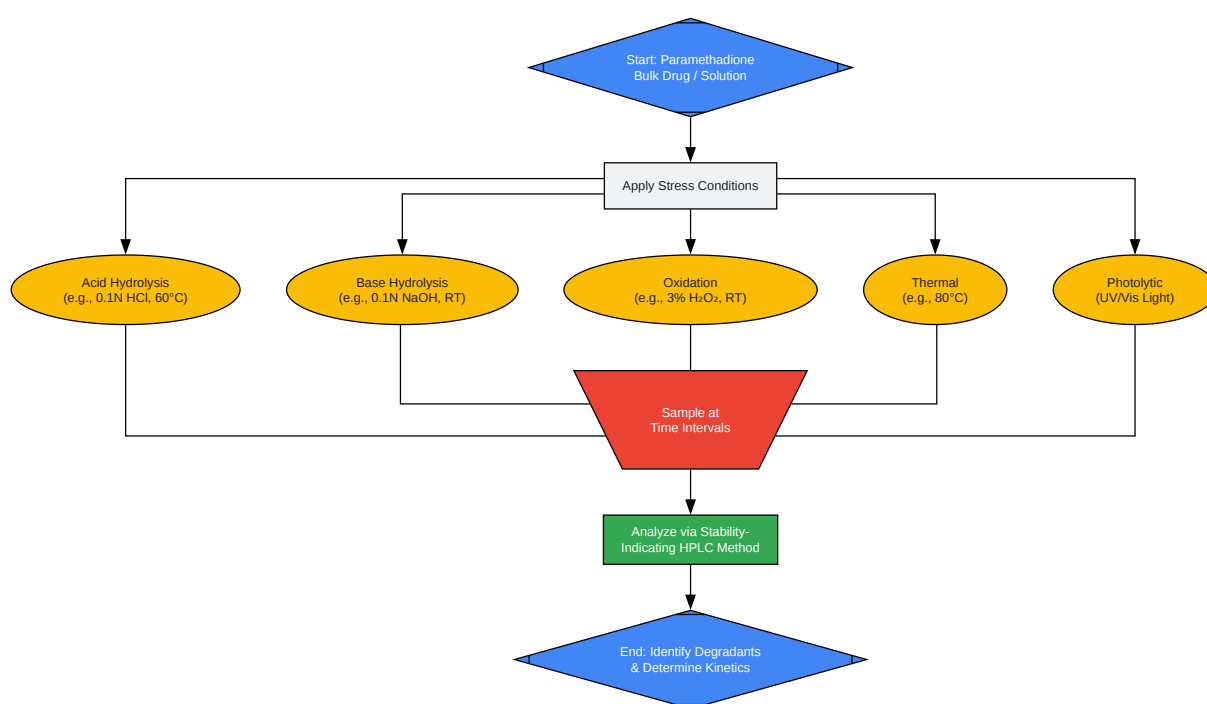 Start: Paramethadione
Bulk Drug / Solution
Apply Stress Conditions
Acid Hydrolysis
(e.g., 0.1N HCl, 60°C)
Base Hydrolysis
(e.g., 0.1N NaOH, RT)
Oxidation
(e.g., 3% H₂O₂, RT)
Thermal
(e.g., 80°C)
Photolytic
(UV/Vis Light)
Sample at
Time Intervals
Analyze via Stability-
Indicating HPLC Method
End: Identify Degradants
& Determine Kinetics